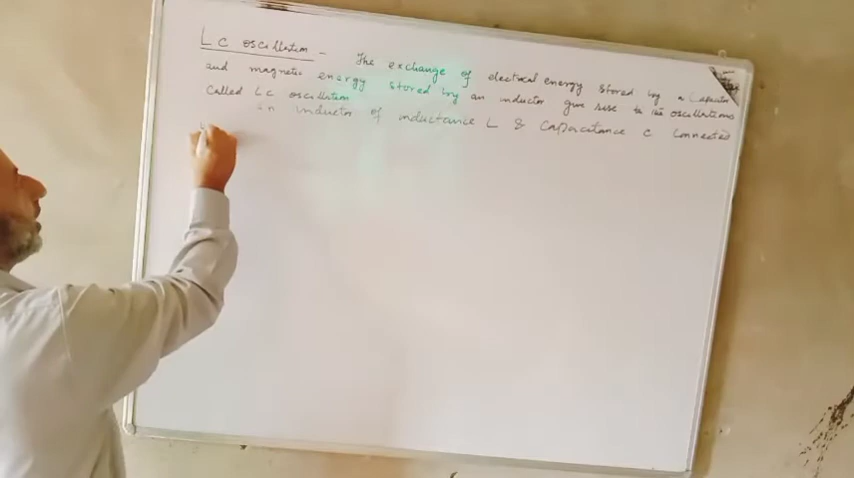 LC oscillation – The exchange of electrical energy stored by a capacitor
and magnetic energy stored by an inductor give rise to the oscillations
called LC oscillation
an inductor of inductance L & Capacitance C connected